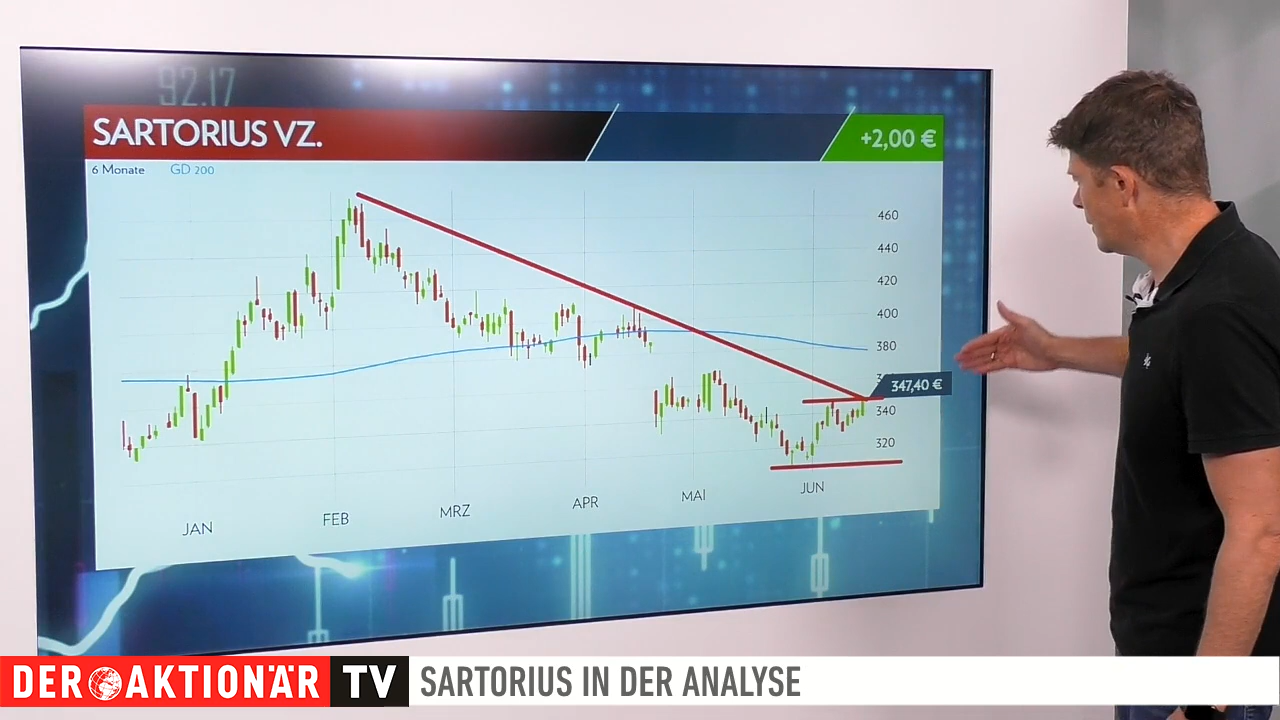 92.17
SARTORIUS VZ.
+2,00 €
6 Monate
GD 200
460
440
420
400
380
347,40 €
340
320
JAN
FEB
MRZ
APR
MAI
JUN
DER AKTIONÄR TV
SARTORIUS IN DER ANALYSE